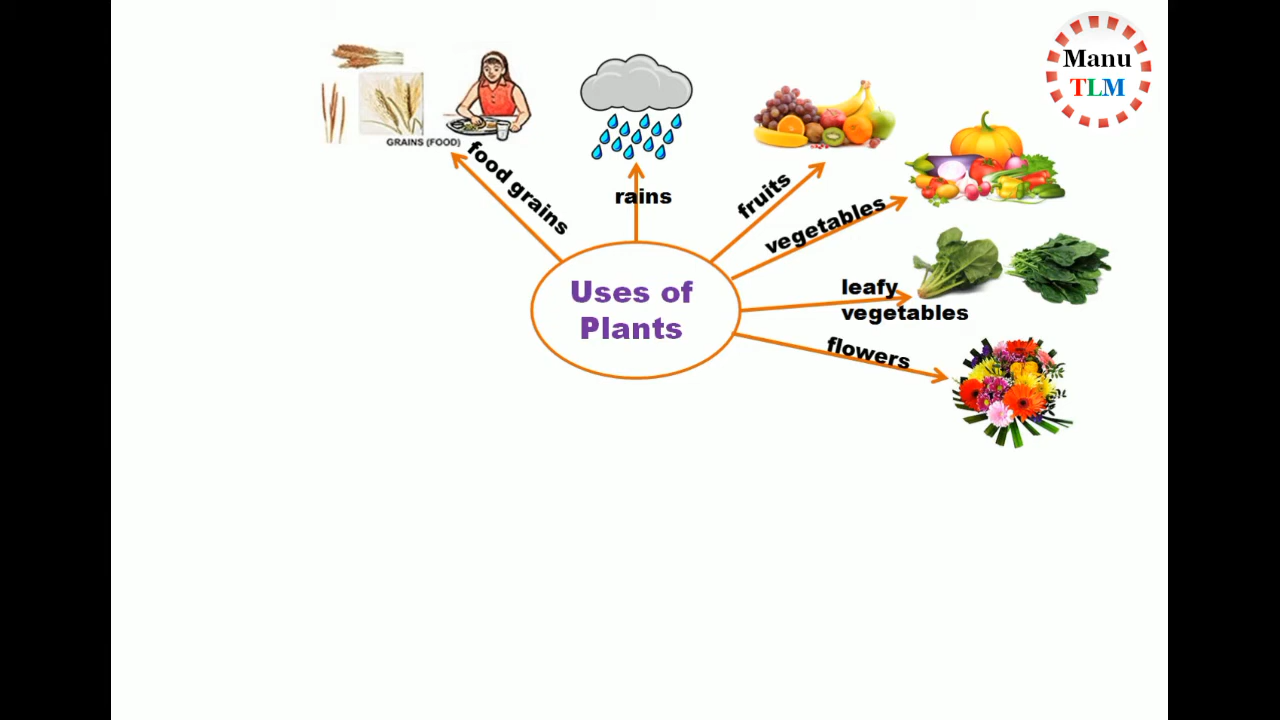 Manu
TLM
GRAINS (FOOD)
food grains
rains
fruits
vegetables
leafy
vegetables
flowers
Uses of
Plants